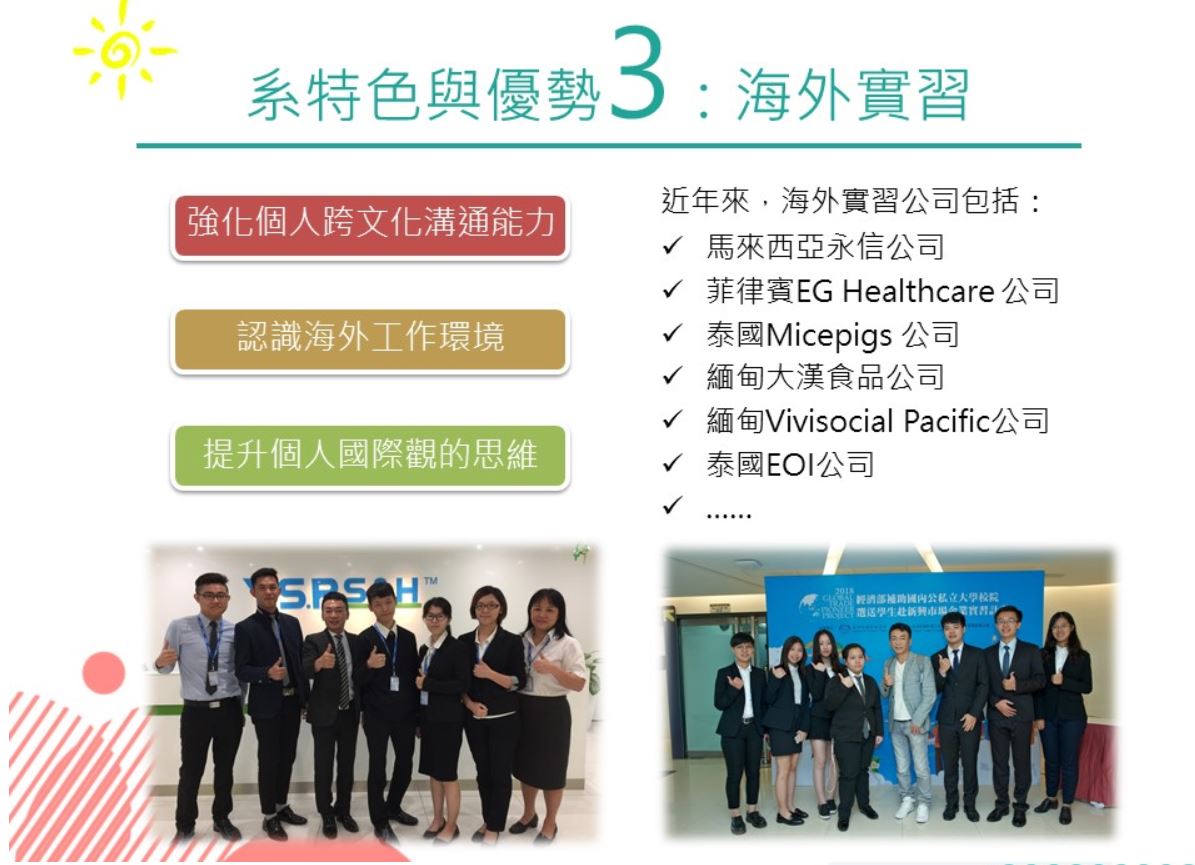 系特色與優勢3：海外實習
強化個人跨文化溝通能力
認識海外工作環境
提升個人國際觀的思維
近年來，海外實習公司包括：
✓ 馬來西亞永信公司
✓ 菲律賓EG Healthcare 公司
✓ 泰國Micepigs 公司
✓ 緬甸大漢食品公司
✓ 緬甸Vivisocial Pacific公司
✓ 泰國EOI公司
✓ ......
Y.S.P.SAH™
2018
GLOBAL
TRADE
PIONEER
PROJECT
經濟部補助國內公私立大學校院
選送學生赴新興市場企業實習計